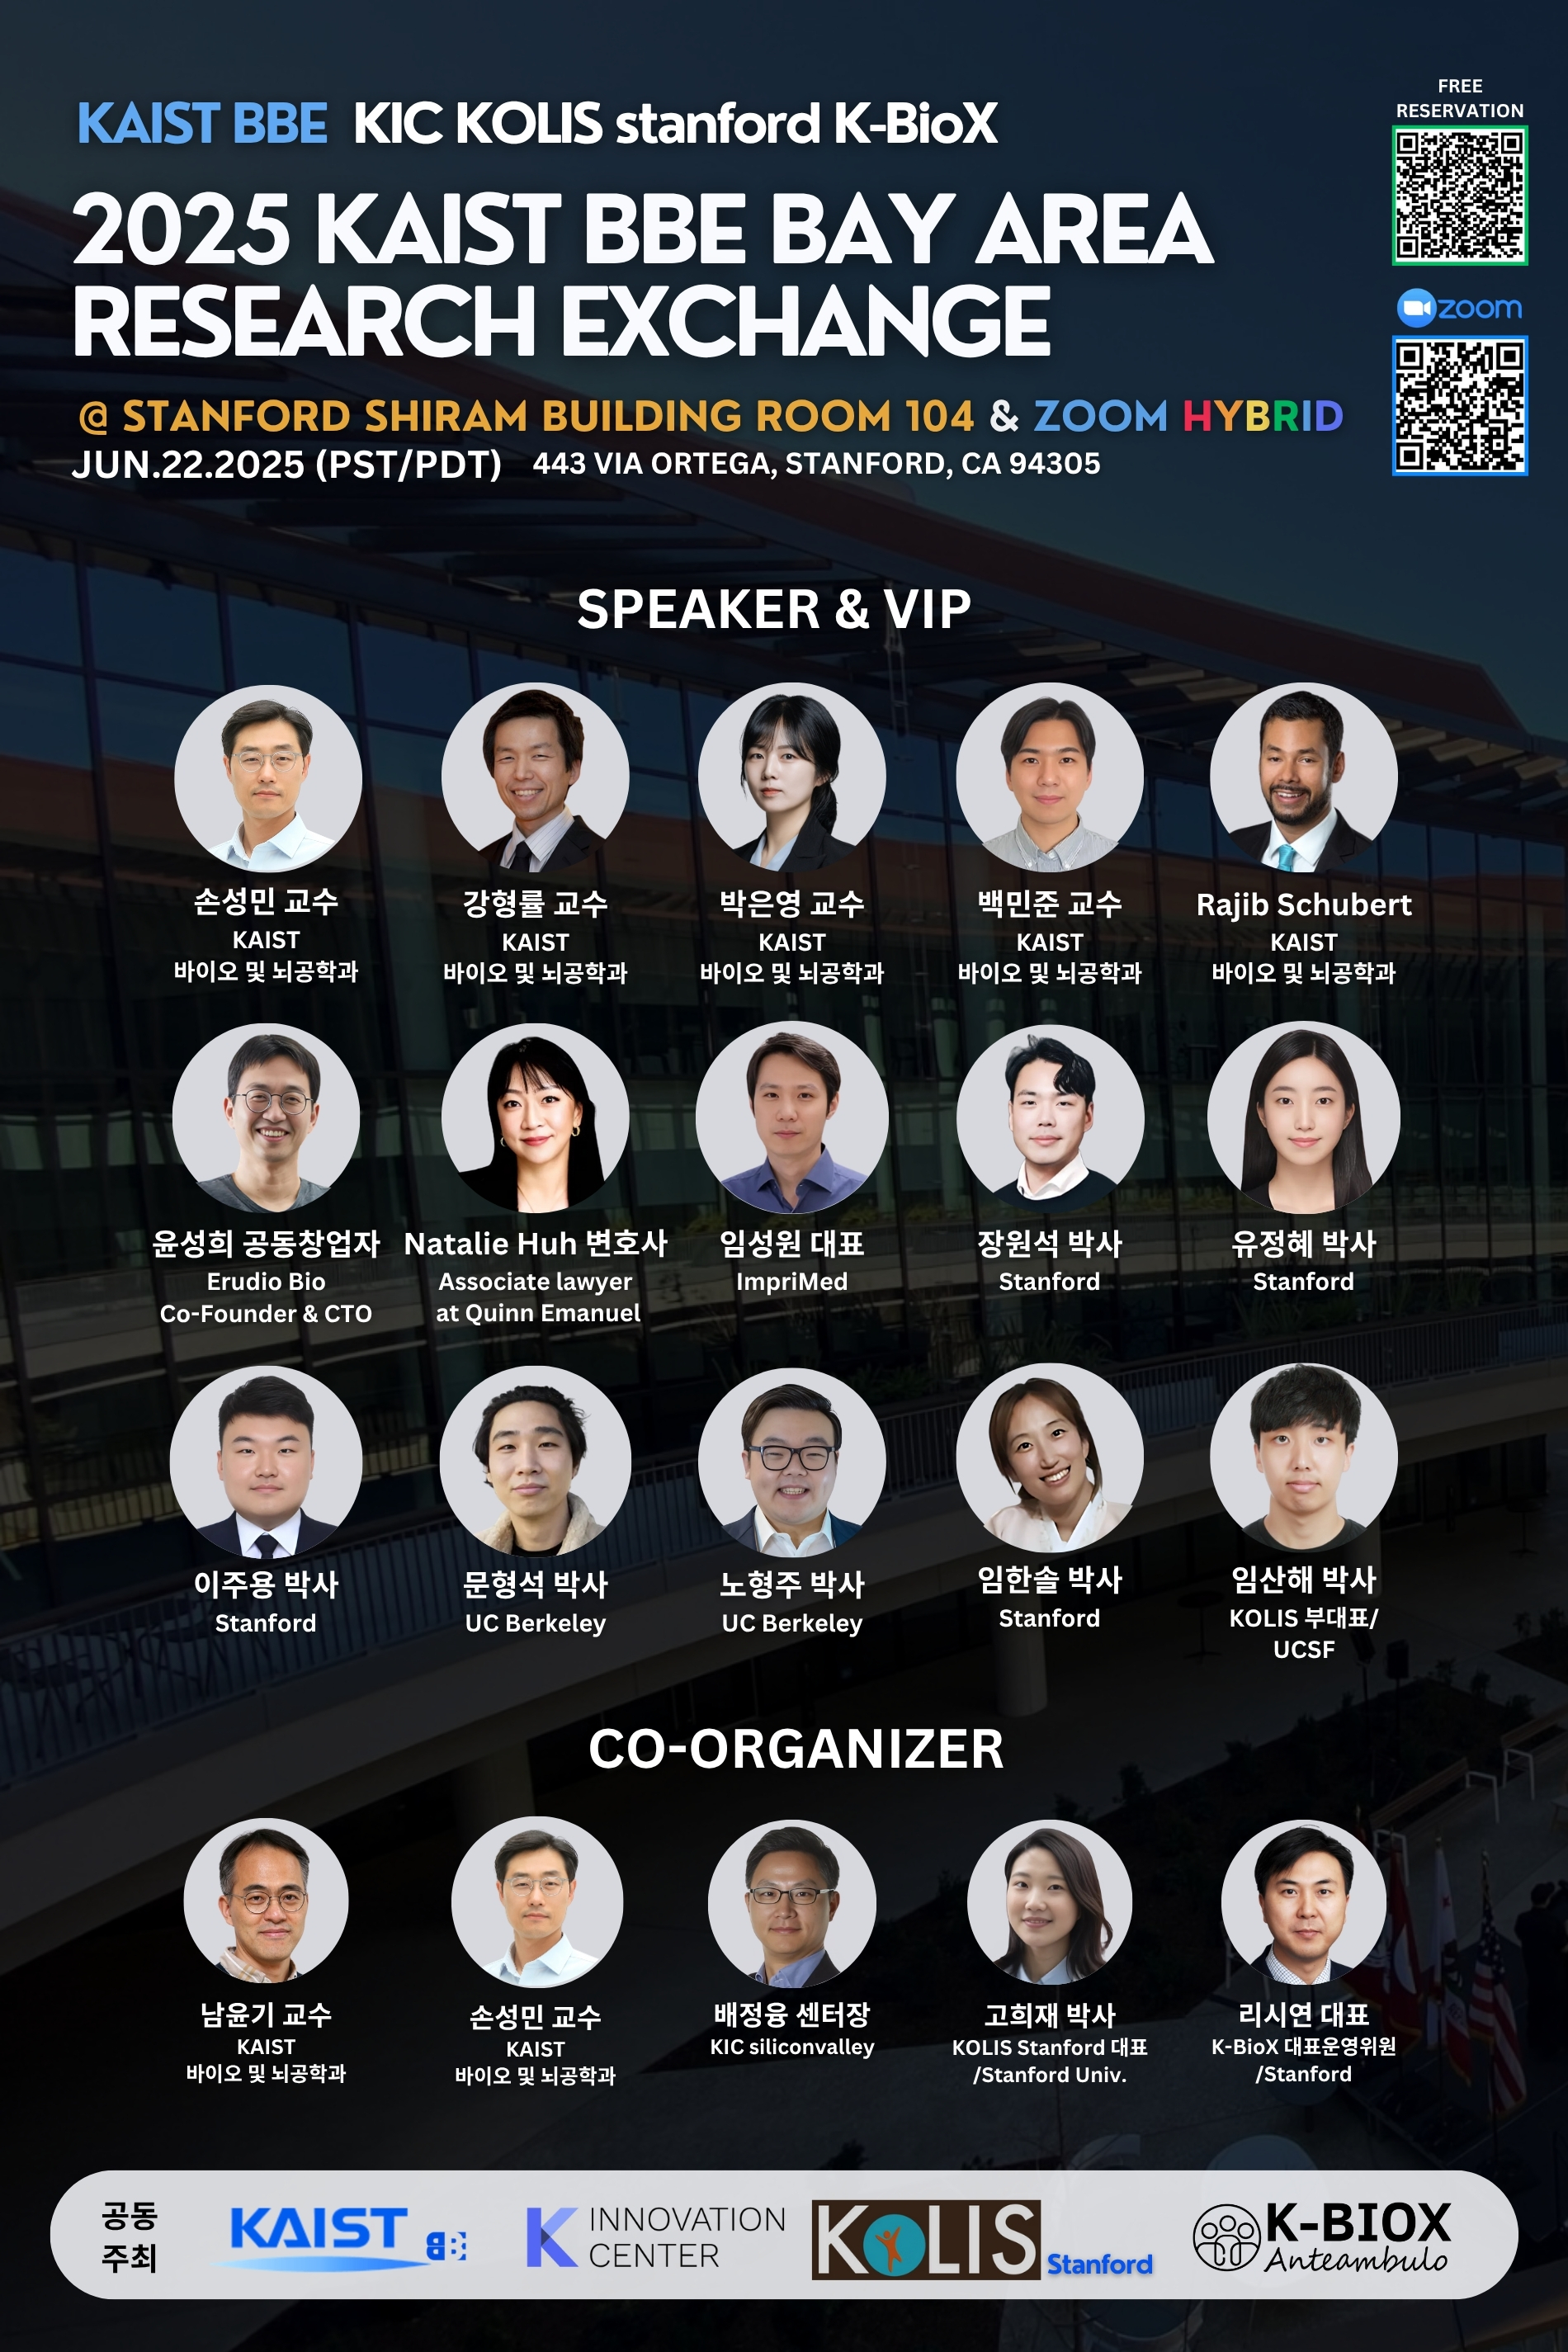 FREE
RESERVATION
KAIST BBE KIC KOLIS stanford K-BioX
2025 KAIST BBE BAY AREA
RESEARCH EXCHANGE
zoom
@ STANFORD SHIRAM BUILDING ROOM 104 & ZOOM HYBRID
JUN.22.2025 (PST/PDT) 443 VIA ORTEGA, STANFORD, CA 94305
SPEAKER & VIP
손성민 교수
KAIST
바이오 및 뇌공학과
강형률 교수
KAIST
바이오 및 뇌공학과
박은영 교수
KAIST
바이오 및 뇌공학과
백민준 교수
KAIST
바이오 및 뇌공학과
Rajib Schubert
KAIST
바이오 및 뇌공학과
윤성희 공동창업자
Erudio Bio
Co-Founder & CTO
Natalie Huh 변호사
Associate lawyer
at Quinn Emanuel
임성원 대표
ImpriMed
장원석 박사
Stanford
유정혜 박사
Stanford
이주용 박사
Stanford
문형석 박사
UC Berkeley
노형주 박사
UC Berkeley
임한솔 박사
Stanford
임산해 박사
KOLIS 부대표/
UCSF
CO-ORGANIZER
남윤기 교수
KAIST
바이오 및 뇌공학과
손성민 교수
KAIST
바이오 및 뇌공학과
배정융 센터장
KIC siliconvalley
고희재 박사
KOLIS Stanford 대표
/Stanford Univ.
리시연 대표
K-BioX 대표운영위원
/Stanford
공동
주최
KAIST BBE
K INNOVATION
CENTER
KOLIS Stanford
K-BIOX
Anteambulo